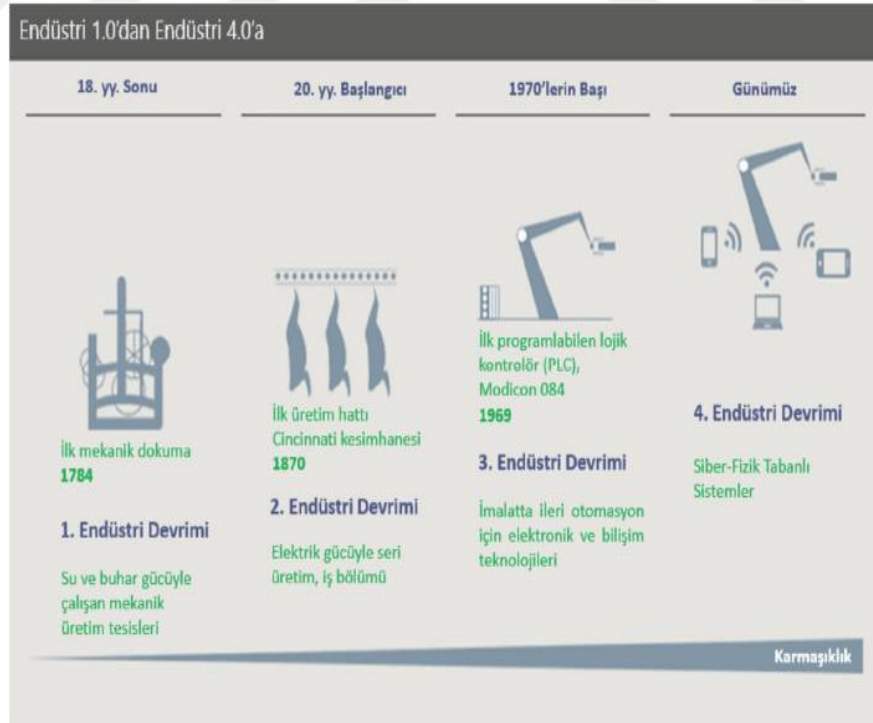 Endüstri 1.0'dan Endüstri 4.0'a
18. yy. Sonu
20. yy. Başlangıcı
1970'lerin Başı
Günümüz
İlk mekanik dokuma
1784
1. Endüstri Devrimi
Su ve buhar gücüyle
çalışan mekanik
üretim tesisleri
İlk üretim hattı
Cincinnati kesimhanesi
1870
2. Endüstri Devrimi
Elektrik gücüyle seri
üretim, iş bölümü
İlk programlabilen lojik
kontrolör (PLC),
Modicon 084
1969
3. Endüstri Devrimi
İmalatta ileri otomasyon
için elektronik ve bilişim
teknolojileri
4. Endüstri Devrimi
Siber-Fizik Tabanlı
Sistemler
Karmaşıklık